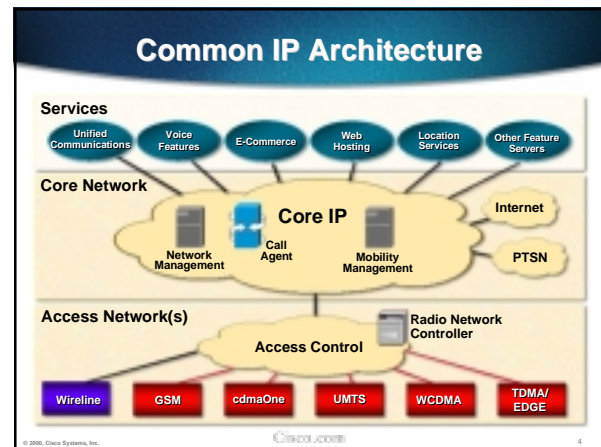 Common IP Architecture
Services
Unified
Communications
Voice
Features
E-Commerce
Web
Hosting
Location
Services
Other Feature
Servers
Core Network
Core IP
Network
Management
Call
Agent
Mobility
Management
Internet
PTSN
Access Network(s)
Access Control
Radio Network
Controller
Wireline
GSM
cdmaOne
UMTS
WCDMA
TDMA/
EDGE
© 2000, Cisco Systems, Inc.
Cisco.com
4